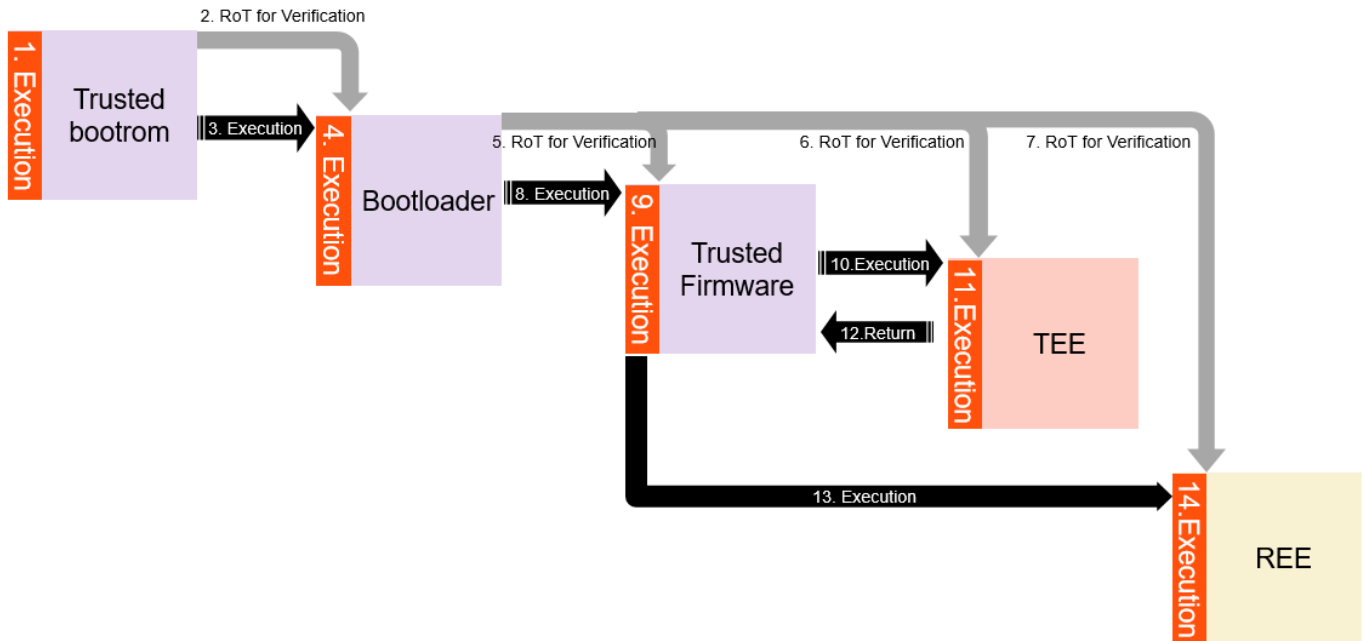 2. RoT for Verification
1. Execution
Trusted
bootrom
3. Execution
4. Execution
Bootloader
5. RoT for Verification
6. RoT for Verification
7. RoT for Verification
8. Execution
9. Execution
Trusted
Firmware
10.Execution
11.Execution
12.Return
TEE
13. Execution
14.Execution
REE